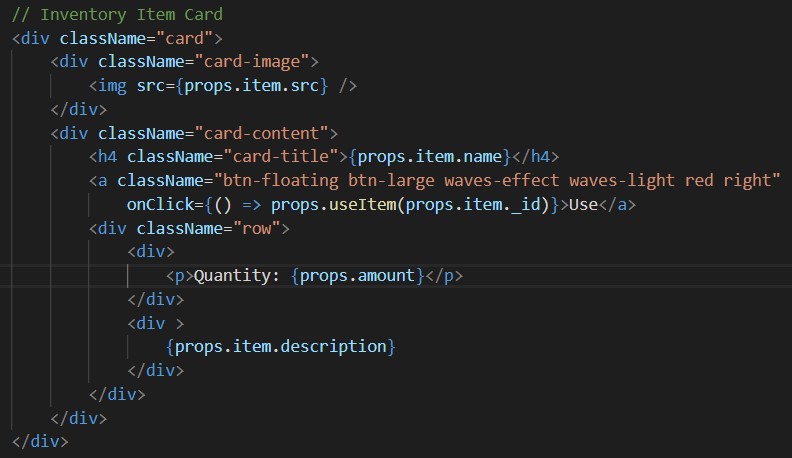 // Inventory Item Card
<div className="card">
    <div className="card-image">
        <img src={props.item.src} />
    </div>
    <div className="card-content">
        <h4 className="card-title">{props.item.name}</h4>
        <a className="btn-floating btn-large waves-effect waves-light red right"
            onClick={() => props.useItem(props.item._id)}>Use</a>
        <div className="row">
            <div>
                <p>Quantity: {props.amount}</p>
            </div>
            <div >
                {props.item.description}
            </div>
        </div>
    </div>
</div>